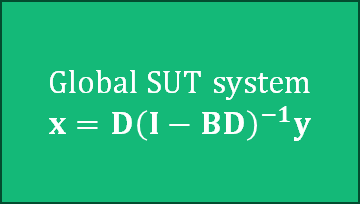 Global SUT system
𝐱 = 𝐃(𝐈 − 𝐁𝐃)⁻¹𝐲